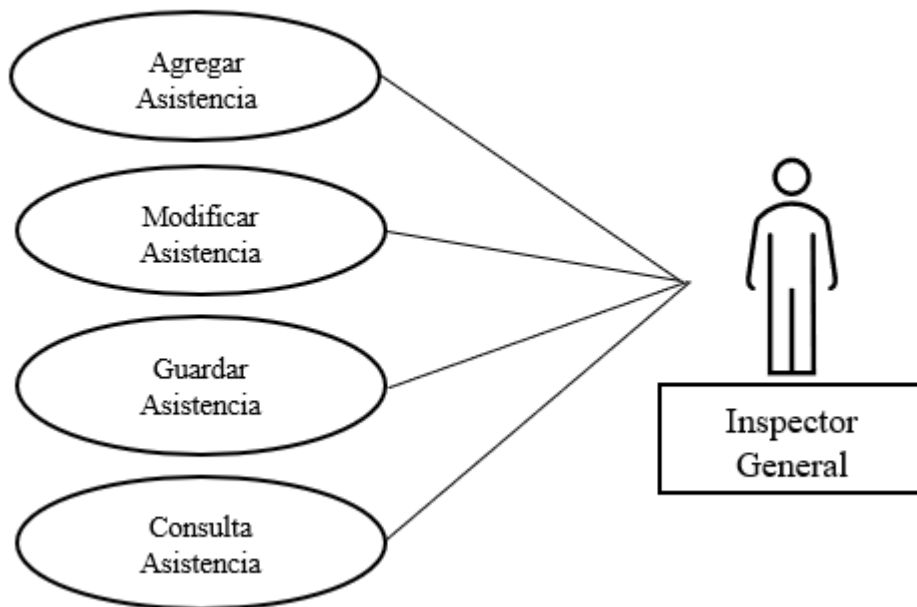 Agregar
Asistencia
Modificar
Asistencia
Guardar
Asistencia
Consulta
Asistencia
Inspector
General